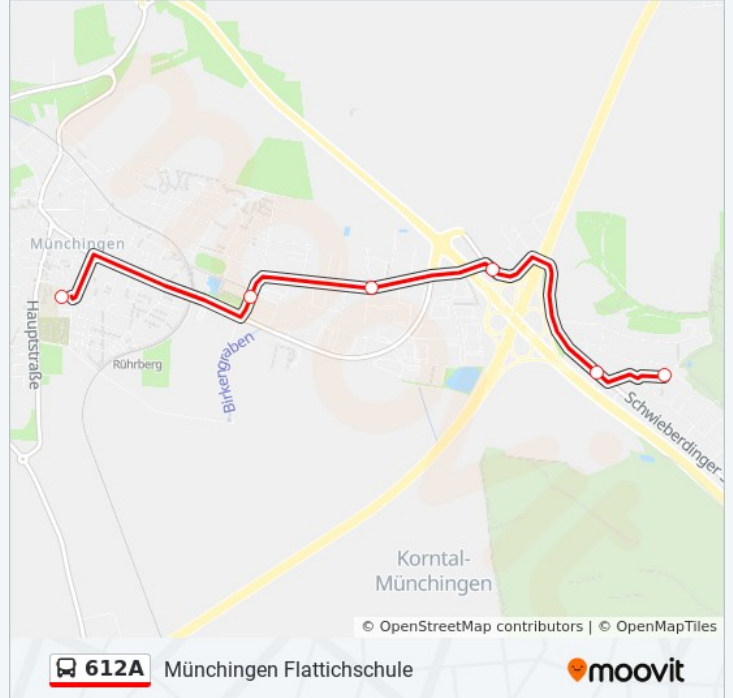 Münchingen
Hauptstraße
Rührberg
Birkengraben
Schwieberdinger
Korntal-
Münchingen
© OpenStreetMap contributors | © OpenMapTiles
612A Münchingen Flattichschule
moovit